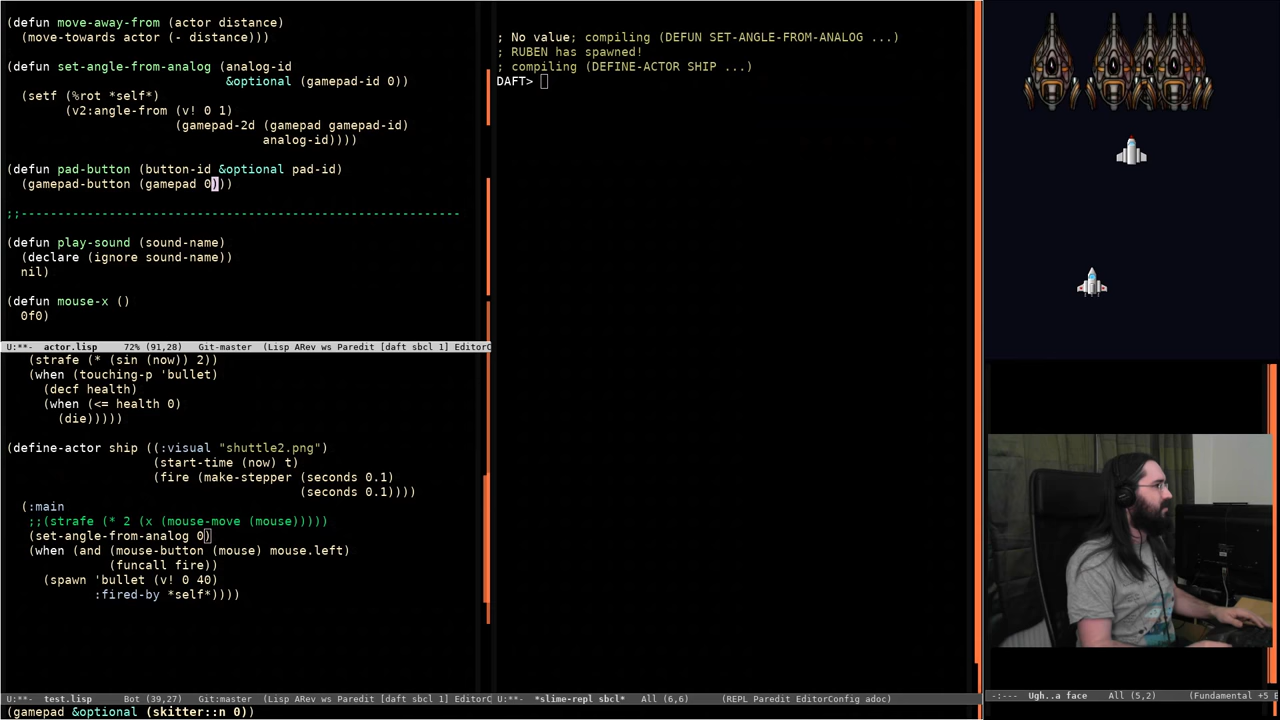 (defun move-away-from (actor distance)
  (move-towards actor (- distance)))
(defun set-angle-from-analog (analog-id
                              &optional (gamepad-id 0))
  (setf (%rot *self*)
        (v2:angle-from (v! 0 1)
                       (gamepad-2d (gamepad gamepad-id)
                                   analog-id))))
(defun pad-button (button-id &optional pad-id)
  (gamepad-button (gamepad 0)))
;;------------------------------------------------------------
(defun play-sound (sound-name)
  (declare (ignore sound-name))
  nil)
(defun mouse-x ()
  0f0)
U:**-  actor.lisp     72% (91,28)   Git-master  (Lisp ARev ws Paredit [daft sbcl 1] EditorC
   (strafe (* (sin (now)) 2))
   (when (touching-p 'bullet)
     (decf health)
     (when (<= health 0)
       (die)))))
(define-actor ship ((:visual "shuttle2.png")
                    (start-time (now) t)
                    (fire (make-stepper (seconds 0.1)
                                        (seconds 0.1))))
  (:main
   ;;(strafe (* 2 (x (mouse-move (mouse)))))
   (set-angle-from-analog 0)
   (when (and (mouse-button (mouse) mouse.left)
              (funcall fire))
     (spawn 'bullet (v! 0 40)
            :fired-by *self*))))
U:**-  test.lisp      Bot (39,27)   Git:master  (Lisp ARev ws Paredit [daft sbcl 1] EditorC
(gamepad &optional (skitter::n 0))
; No value; compiling (DEFUN SET-ANGLE-FROM-ANALOG ...)
; RUBEN has spawned!
; compiling (DEFINE-ACTOR SHIP ...)
DAFT>
U:**-  *slime-repl sbcl*   All (6,6)      (REPL Paredit EditorConfig adoc)
-:---  Ugh..a face   All (5,2)      (Fundamental +5 E